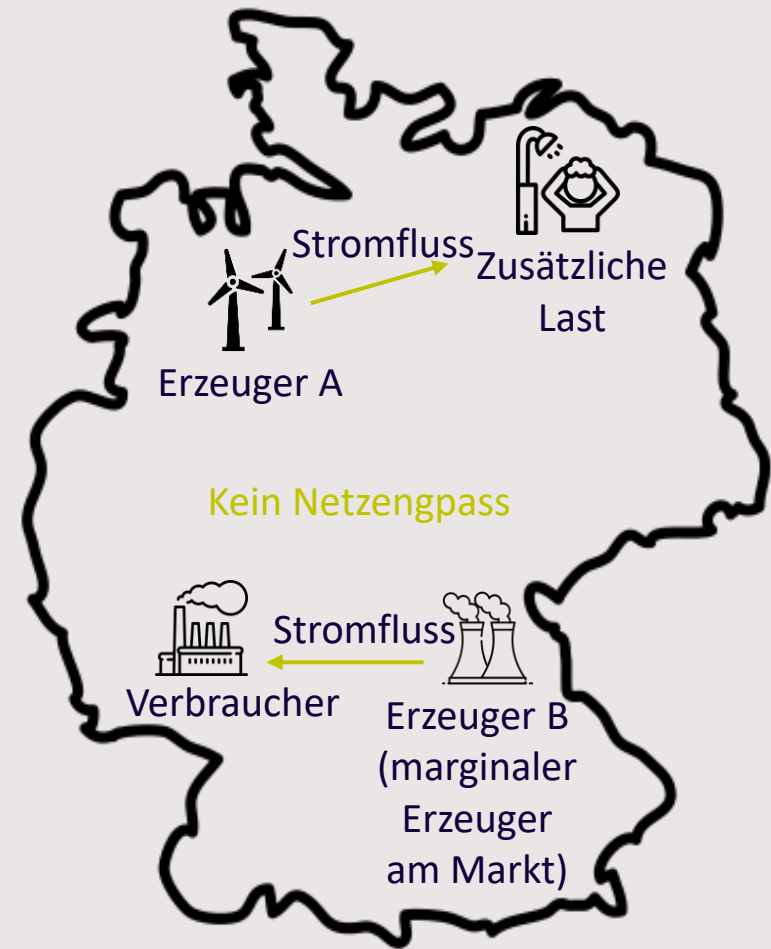 Stromfluss
Zusätzliche
Last
Erzeuger A
Kein Netzengpass
Stromfluss
Verbraucher
Erzeuger B
(marginaler
Erzeuger
am Markt)